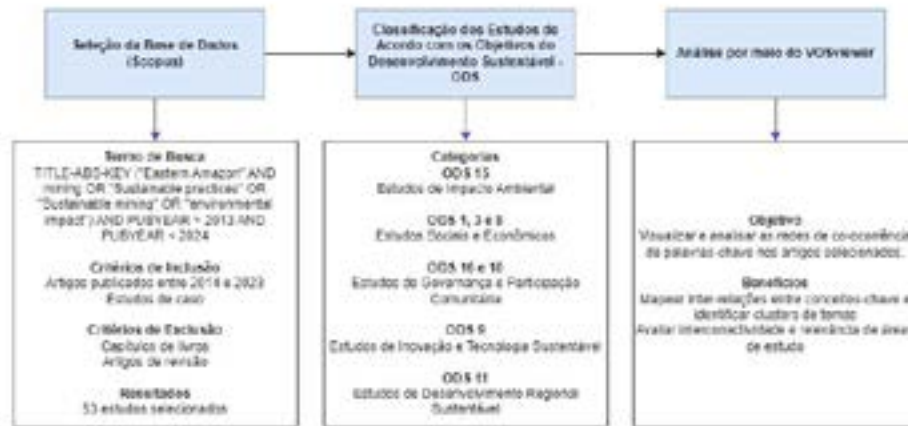 Seleção da Base de Dados
(Scopus)
Classificação dos Estudos de
Acordo com os Objetivos do
Desenvolvimento Sustentável -
ODS
Análise por meio do VOSviewer
Termo de Busca
TITLE-ABS-KEY ("Eastern Amazon" AND
mining OR "Sustainable practices" OR
"Sustainable mining" OR "environmental
impact") AND PUBYEAR 2013 AND
PUBYEAR < 2024
Critérios de Inclusão
Artigos publicados entre 2014 e 2023
Estudos de caso
Critérios de Exclusão
Capítulos de livros
Artigos de revisão
Resultados
53 estudos selecionados
Categorias
ODS
Estudos de Impacto Ambiental
ODS 1, 3 e 8
Estudos Sociais e Econômicos
ODS 16 e
Estudos de Governança e Participação
Comunitária
ODS 9
Estudos de Inovação e Tecnologia Sustentável
ODS 11
Estudos de Desenvolvimento Regional
Sustentável
Objetivo
Visualizar e analisar as redes de co-ocorrência
de palavras-chave nos artigos selecionados.
Benefícios
Mapear inter-relações entre conceitos-chave e
identificar clusters de temas
Avaliar interconectividade e relevância de áreas
de estudo